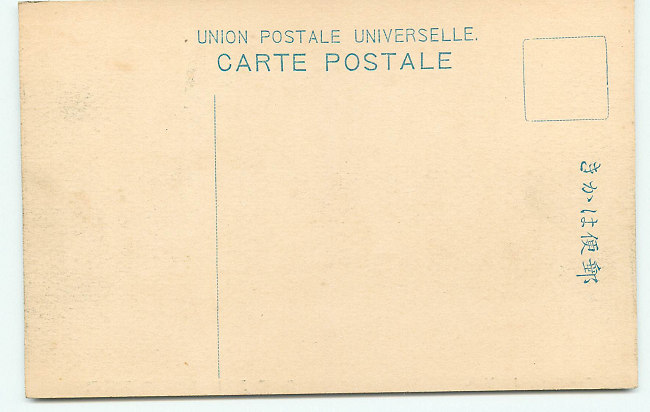 UNION POSTALE UNIVERSELLE.
CARTE POSTALE
きかは便郵